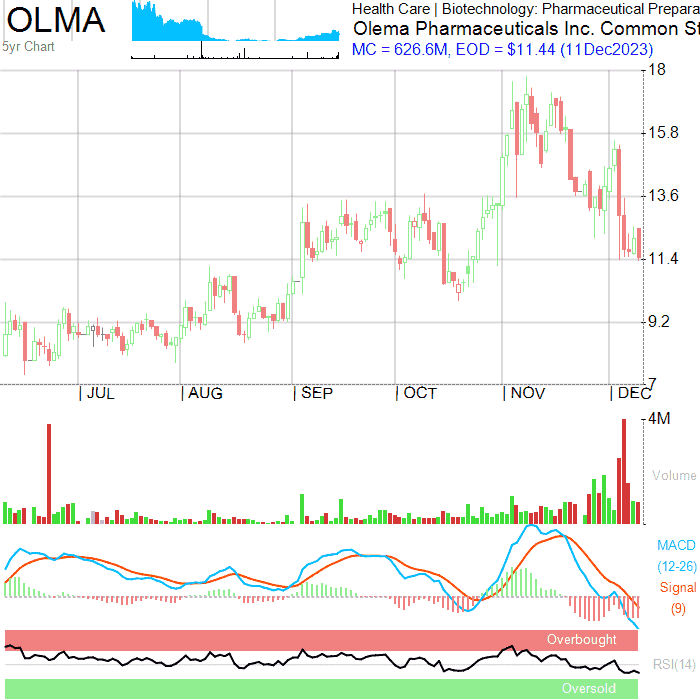 OLMA
5yr Chart
Health Care | Biotechnology: Pharmaceutical Prepara
Olema Pharmaceuticals Inc. Common St
MC = 626.6M, EOD = $11.44 (11Dec2023)
18
15.8
13.6
11.4
9.2
7
| JUL | AUG | SEP | OCT | NOV | DEC
4M
Volume
MACD
(12-26)
Signal
(9)
Overbought
RSI(14)
Oversold